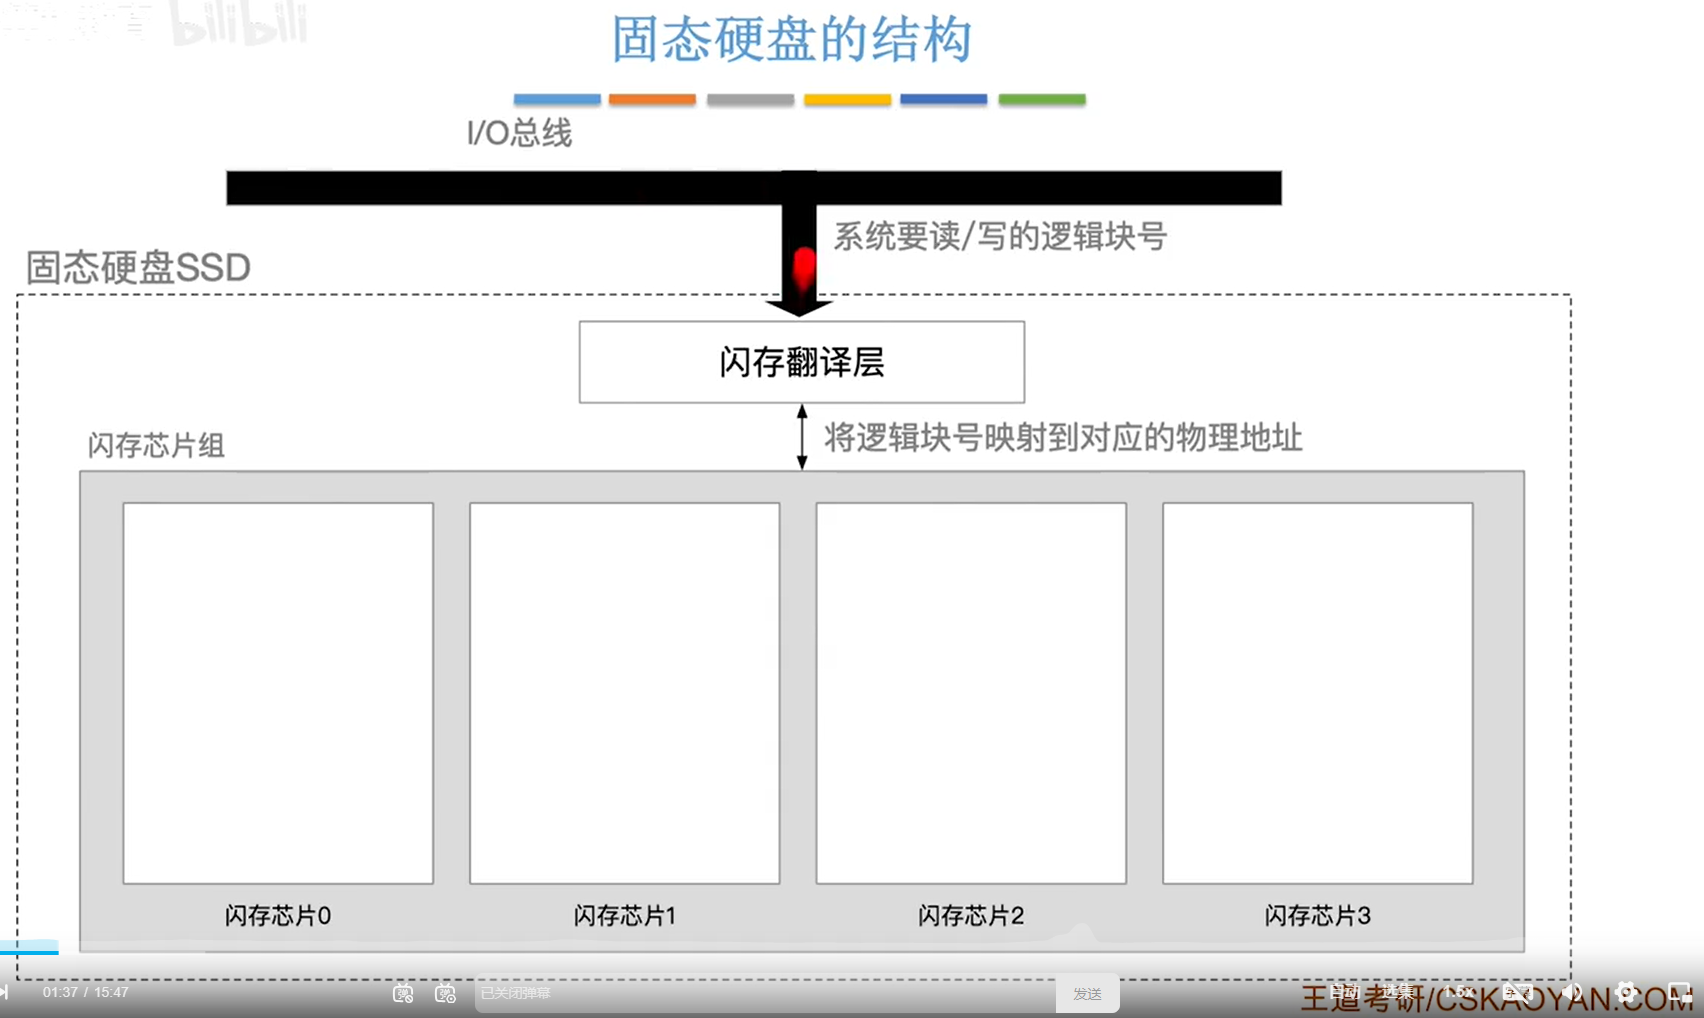 bilibili
固态硬盘的结构
I/O总线
系统要读/写的逻辑块号
固态硬盘SSD
闪存翻译层
将逻辑块号映射到对应的物理地址
闪存芯片组
闪存芯片0
闪存芯片1
闪存芯片2
闪存芯片3
01:37 / 15:47
已关闭弹幕
发送
自动
选集
1.5x
王道考研/CSKAOYAN.COM